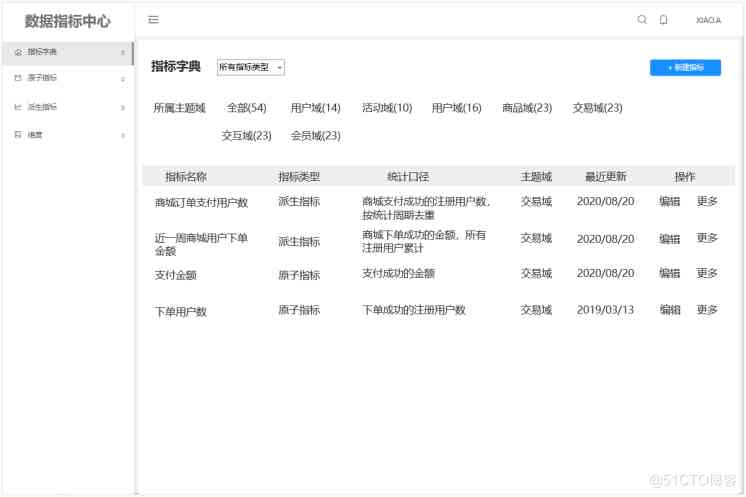 数据指标中心
XIAO.A
指标字典
原子指标
派生指标
维度
指标字典
所有指标类型
+ 新建指标
所属主题域 全部(54) 用户域(14) 活动域(10) 用户域(16) 商品域(23) 交易域(23)
交互域(23) 会员域(23)
指标名称 指标类型 统计口径 主题域 最近更新 操作
商城订单支付用户数 派生指标 商城支付成功的注册用户数, 交易域 2020/08/20 编辑 更多
按统计周期去重
近一周商城用户下单 派生指标 商城下单成功的金额，所有 交易域 2020/08/20 编辑 更多
金额 注册用户累计
支付金额 原子指标 支付成功的金额 交易域 2020/08/20 编辑 更多
下单用户数 原子指标 下单成功的注册用户数 交易域 2019/03/13 编辑 更多
@51CTO博客